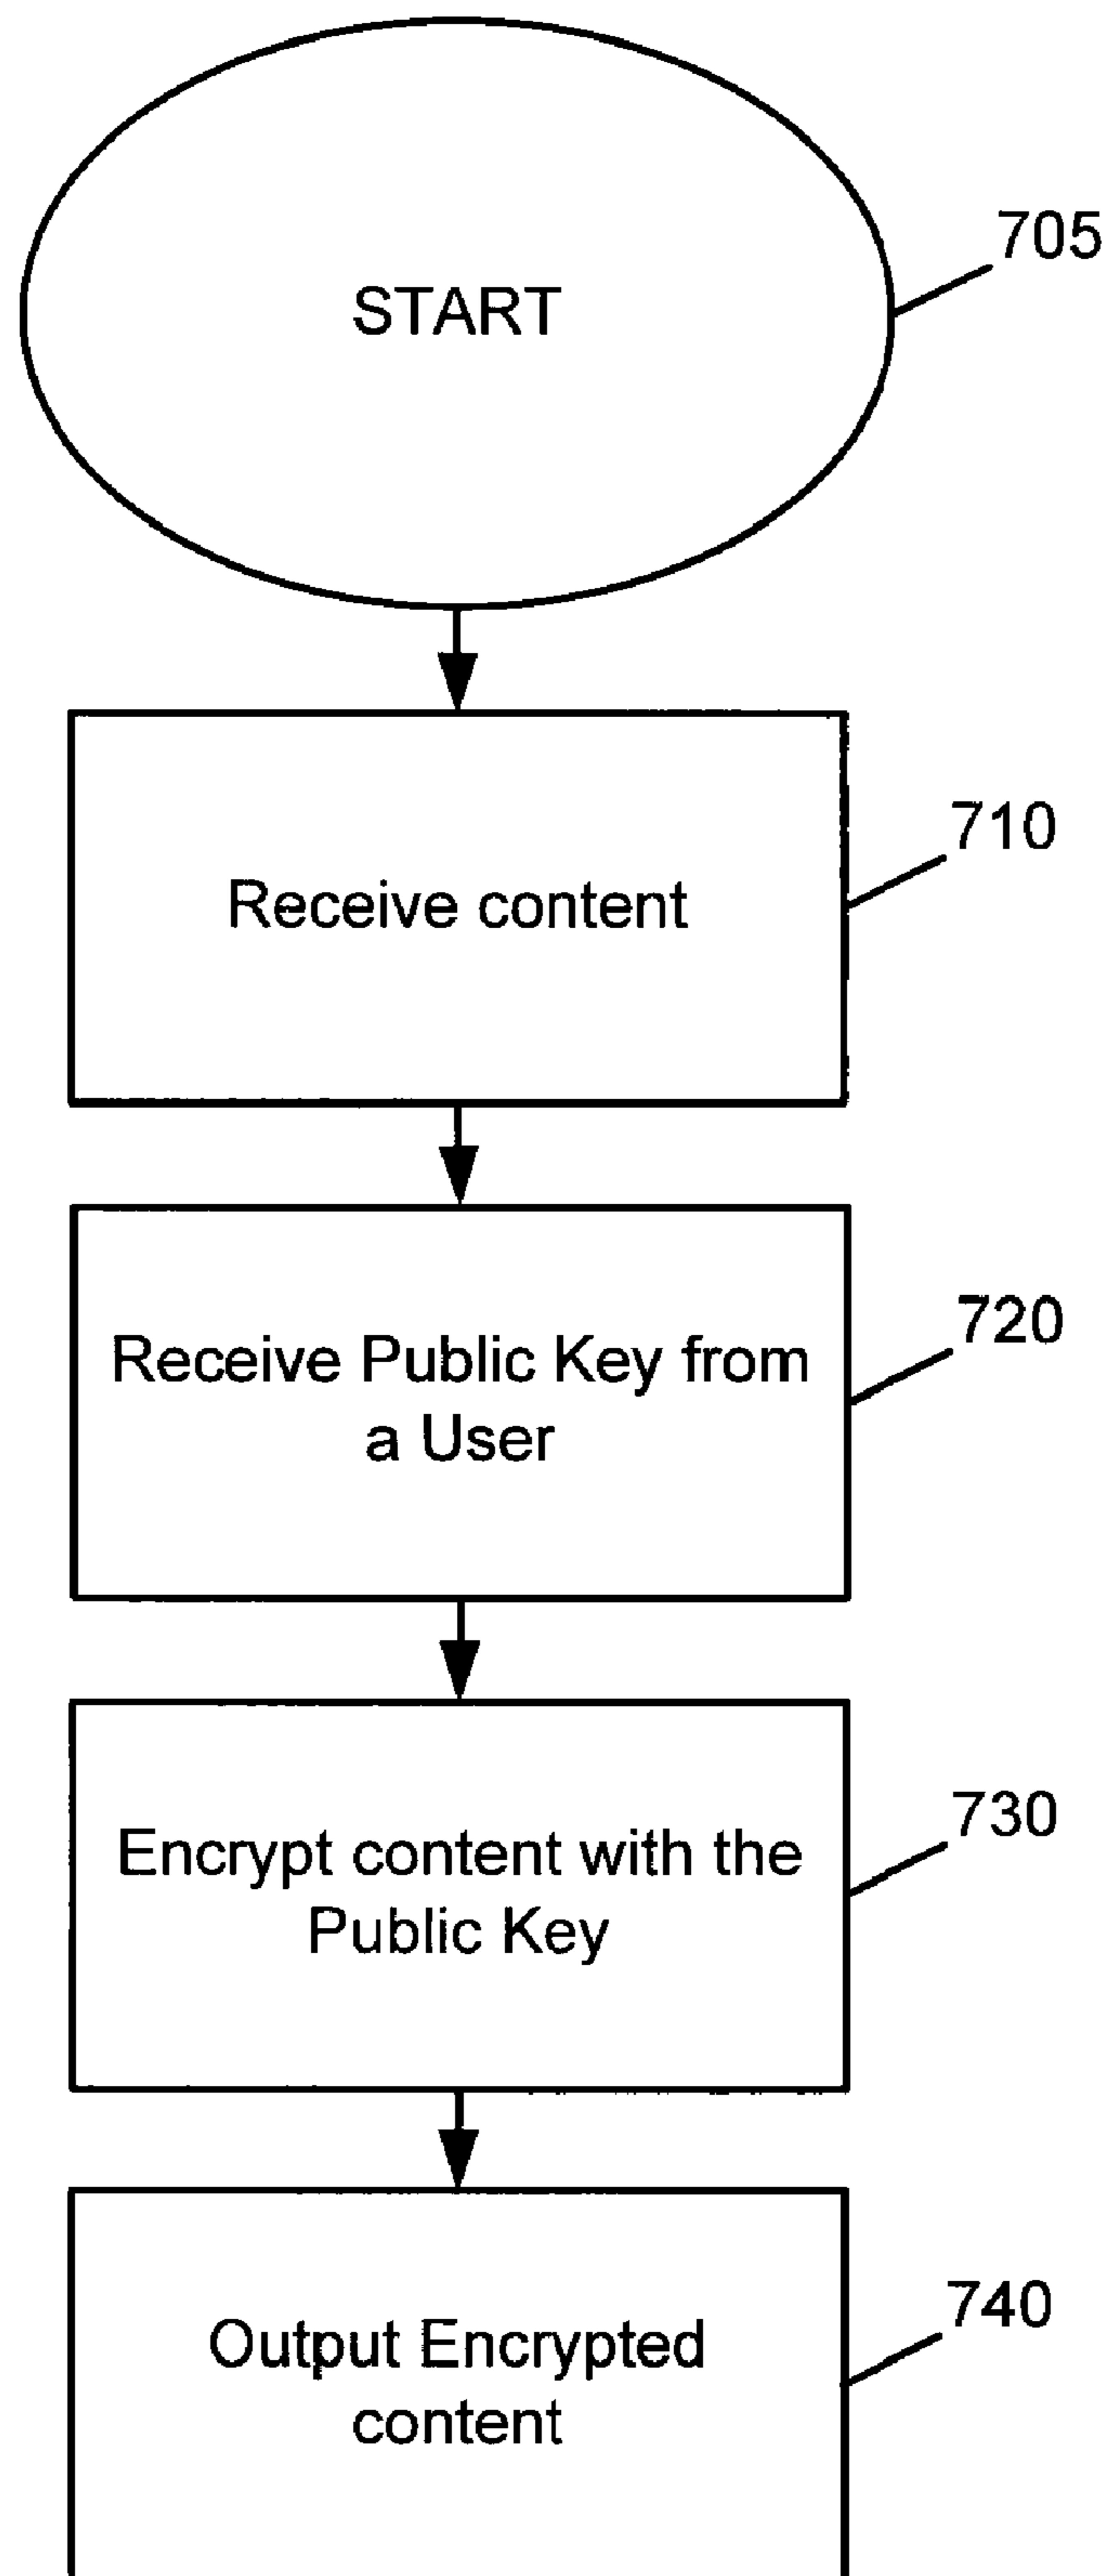 START
705
Receive content
710
Receive Public Key from
a User
720
Encrypt content with the
Public Key
730
Output Encrypted
content
740